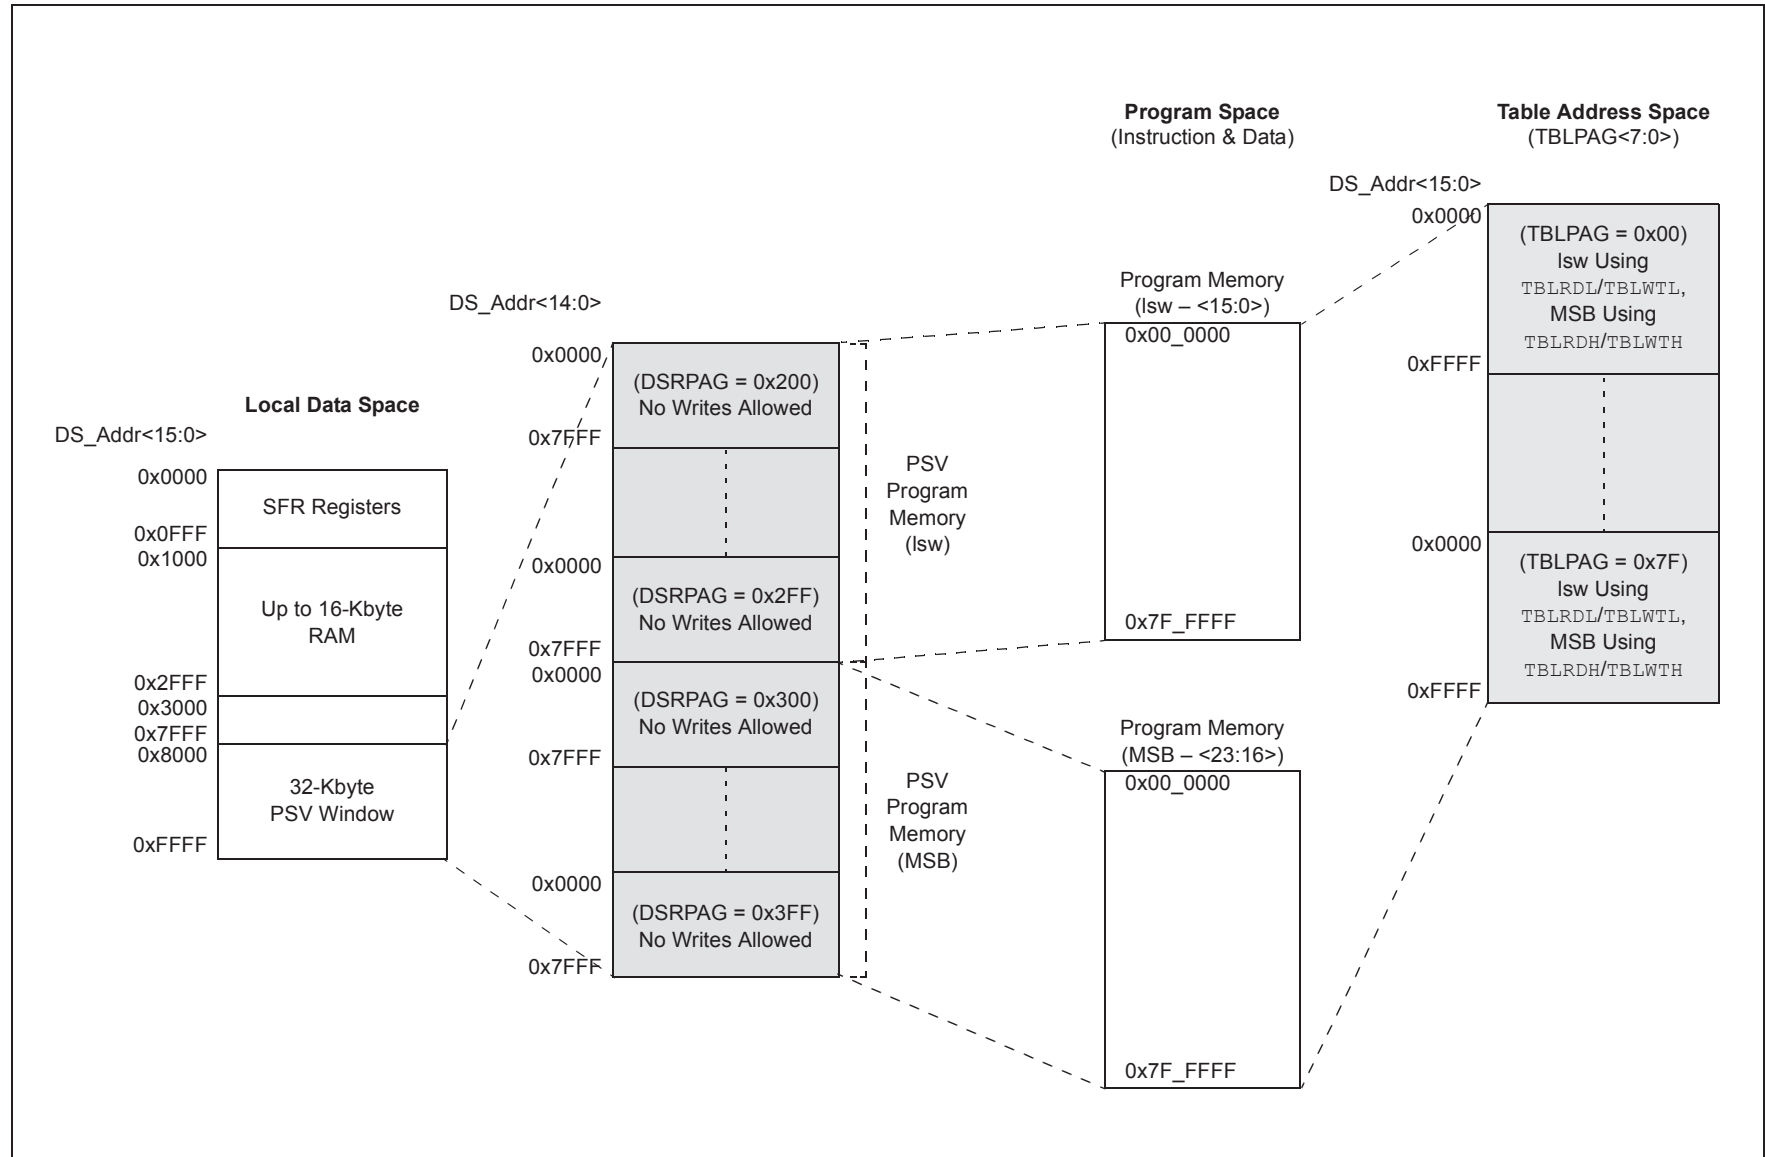 Local Data Space
DS_Addr<15:0>
0x0000
SFR Registers
0x0FFF
0x1000
Up to 16-Kbyte
RAM
0x2FFF
0x3000
0x7FFF
0x8000
32-Kbyte
PSV Window
0xFFFF
DS_Addr<14:0>
0x0000
(DSRPAG = 0x200)
No Writes Allowed
0x7FFF
0x0000
(DSRPAG = 0x2FF)
No Writes Allowed
0x7FFF
0x0000
(DSRPAG = 0x300)
No Writes Allowed
0x7FFF
0x0000
(DSRPAG = 0x3FF)
No Writes Allowed
0x7FFF
PSV
Program
Memory
(lsw)
PSV
Program
Memory
(MSB)
Program Space
(Instruction & Data)
Program Memory
(lsw – <15:0>)
0x00_0000
0x7F_FFFF
Program Memory
(MSB – <23:16>)
0x00_0000
0x7F_FFFF
Table Address Space
(TBLPAG<7:0>)
DS_Addr<15:0>
0x0000
(TBLPAG = 0x00)
lsw Using
TBLRDL/TBLWTL,
MSB Using
TBLRDH/TBLWTH
0xFFFF
0x0000
(TBLPAG = 0x7F)
lsw Using
TBLRDL/TBLWTL,
MSB Using
TBLRDH/TBLWTH
0xFFFF